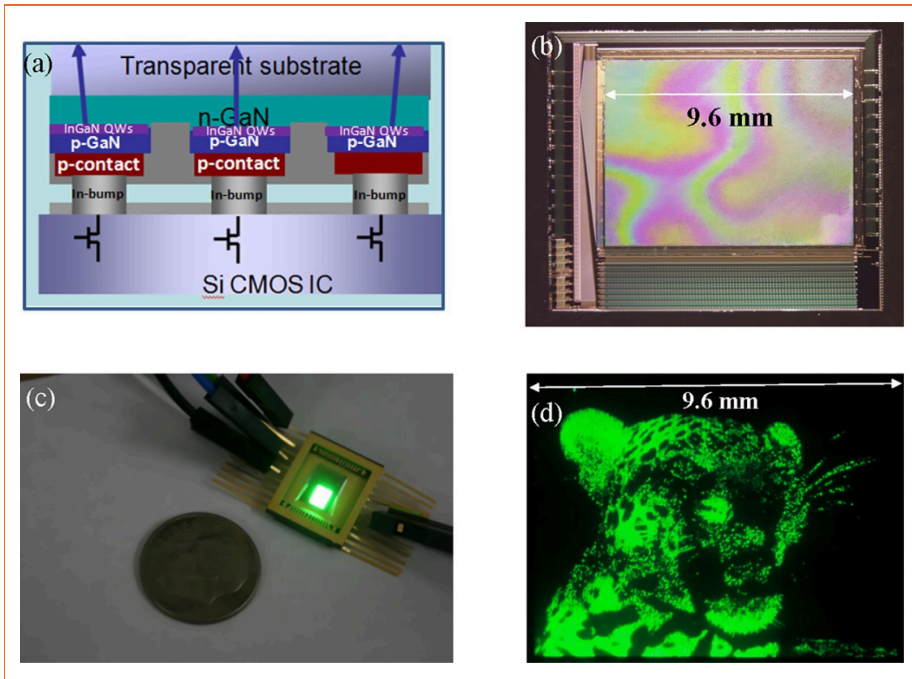 (a)
Transparent substrate
n-GaN
InGaN QWs
InGaN QWs
InGaN QWs
p-GaN
p-GaN
p-GaN
p-contact
p-contact
In-bump
In-bump
In-bump
Si CMOS IC
(b)
9.6 mm
(c)
(d)
9.6 mm